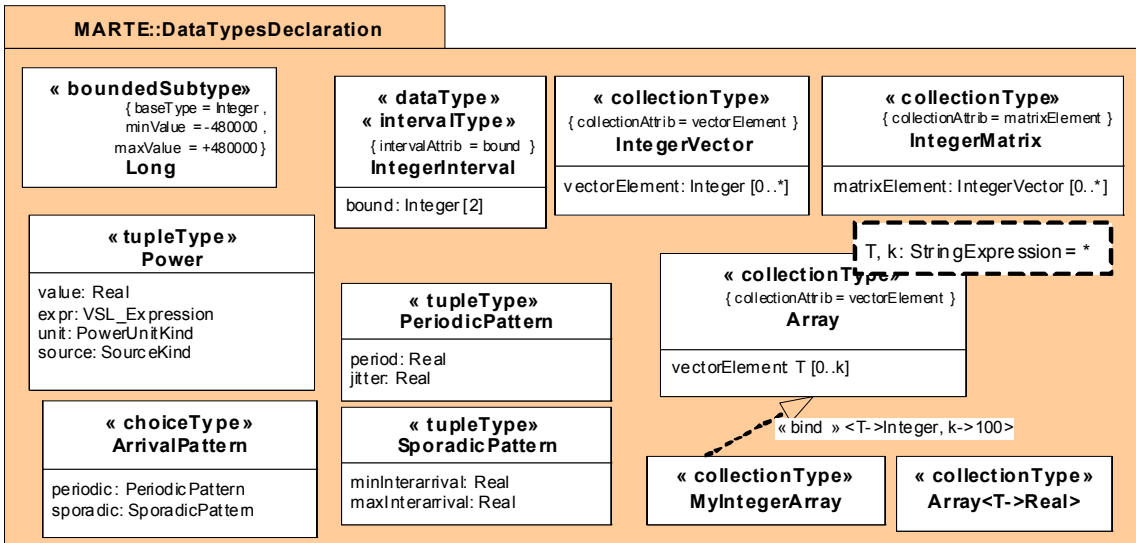 MARTE::DataTypesDeclaration
« boundedSubtype»
{ baseType = Integer ,
minValue = -480000 ,
maxValue = +480000 }
Long
« dataType»
« intervalType»
{ intervalAttrib = bound }
IntegerInterval
bound: Integer [2]
« collectionType»
{ collectionAttrib = vectorElement }
IntegerVector
vectorElement: Integer [0..*]
« collectionType»
{ collectionAttrib = matrixElement }
IntegerMatrix
matrixElement: IntegerVector [0..*]
« tupleType»
Power
value: Real
expr: VSL_Expression
unit: PowerUnitKind
source: SourceKind
« tupleType»
PeriodicPattern
period: Real
jitter: Real
T, k: StringExpression = *
« collectionType»
{ collectionAttrib = vectorElement }
Array
vectorElement T [0..k]
« choiceType»
ArrivalPattern
periodic: PeriodicPattern
sporadic: SporadicPattern
« tupleType»
SporadicPattern
minInterarrival: Real
maxInterarrival: Real
« bind » <T->Integer, k->100>
« collectionType»
MyIntegerArray
« collectionType»
Array<T->Real>